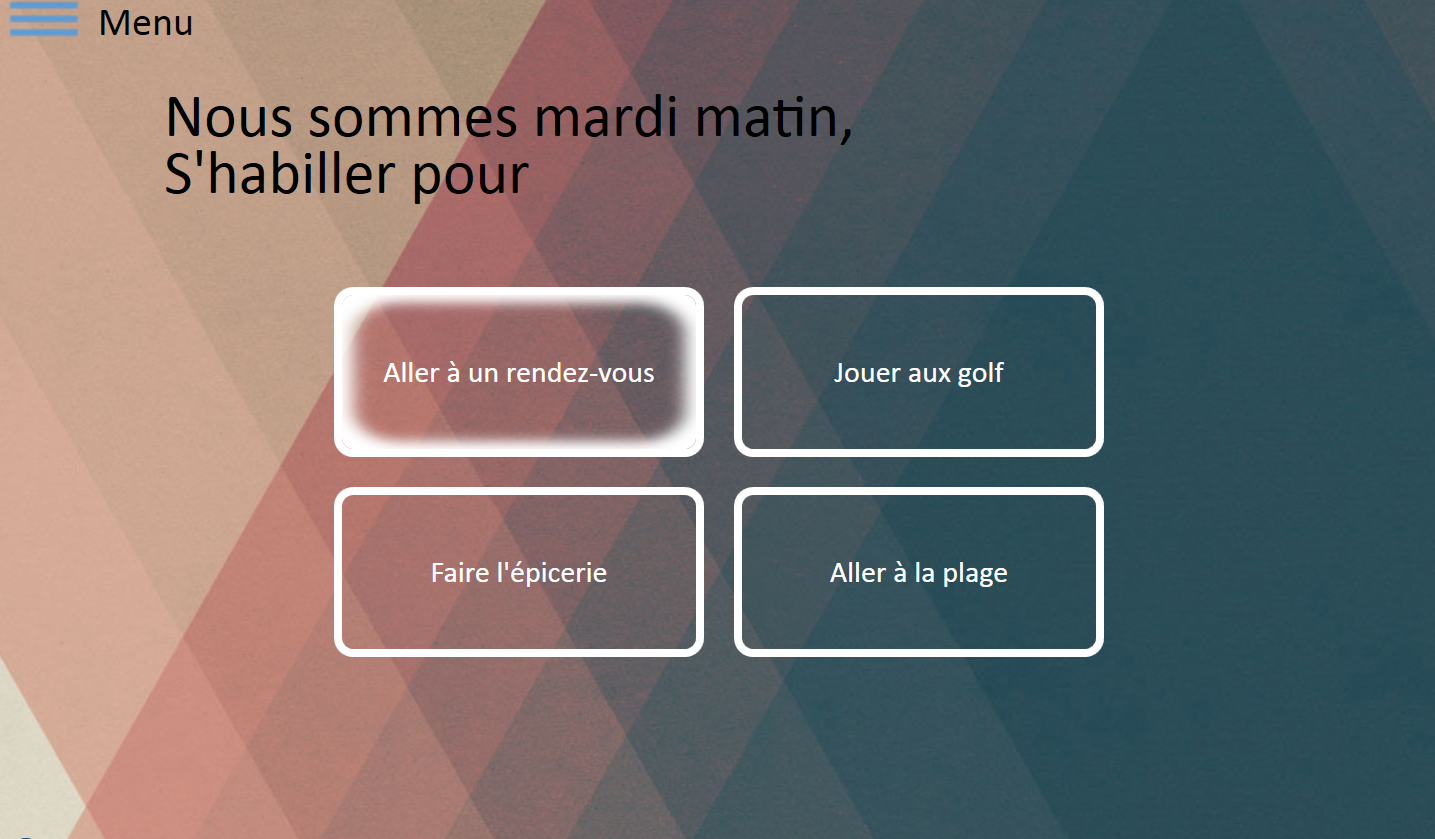 Menu
Nous sommes mardi matin,
S'habiller pour
Aller à un rendez-vous
Jouer aux golf
Faire l'épicerie
Aller à la plage